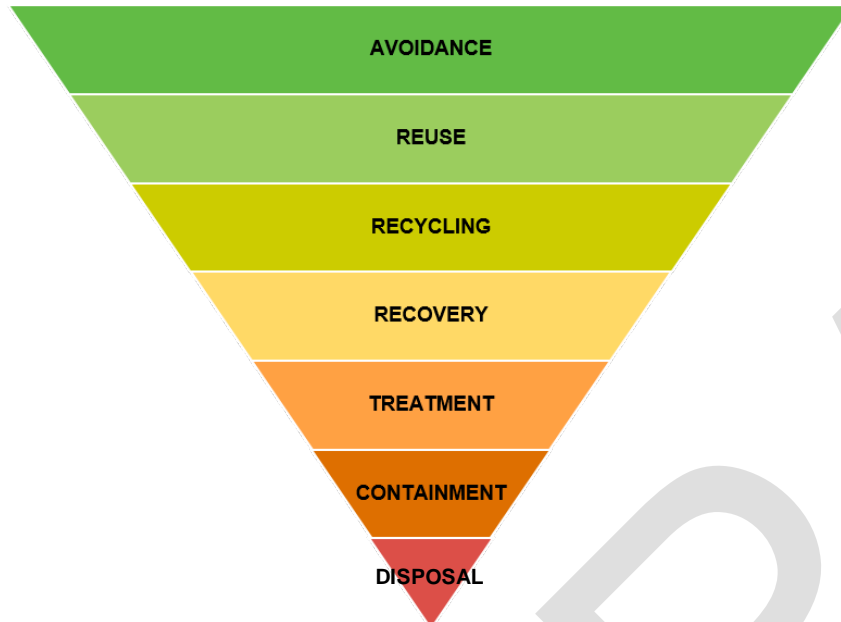 AVOIDANCE
REUSE
RECYCLING
RECOVERY
TREATMENT
CONTAINMENT
DISPOSAL